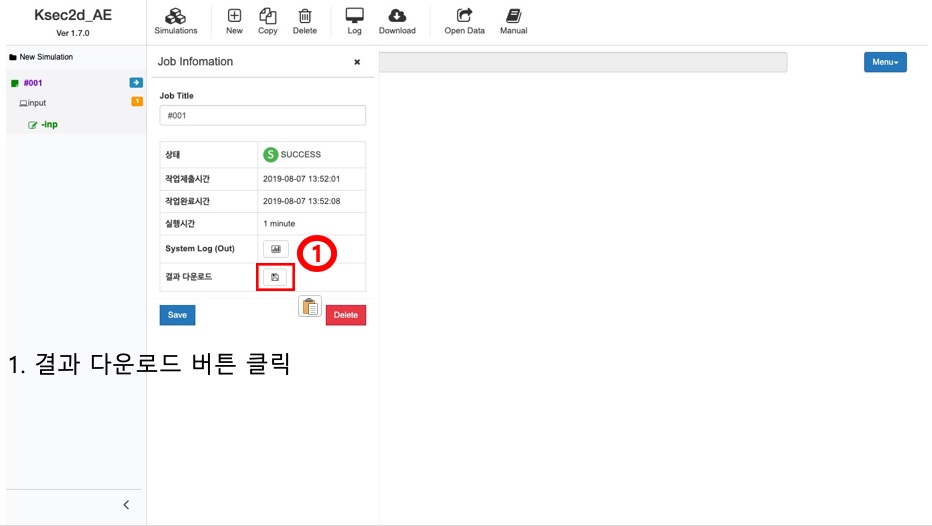 Ksec2d_AE
Ver 1.7.0
Simulations
New
Copy
Delete
Log
Download
Open Data
Manual
New Simulation
#001
input
1
-inp
Job Infomation
Menu
Job Title
#001
상태
S SUCCESS
작업제출시간
2019-08-07 13:52:01
작업완료시간
2019-08-07 13:52:08
실행시간
1 minute
System Log (Out)
1
결과 다운로드
Save
Delete
1. 결과 다운로드 버튼 클릭